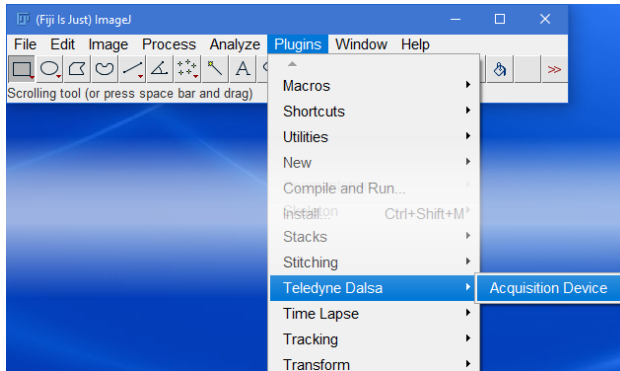 (Fiji Is Just) ImageJ
File Edit Image Process Analyze Plugins Window Help
A >>
Scrolling tool (or press space bar and drag)
Macros
Shortcuts
Utilities
New
Compile and Run...
Install... Ctrl+Shift+M
Stacks
Stitching
Teledyne Dalsa Acquisition Device
Time Lapse
Tracking
Transform